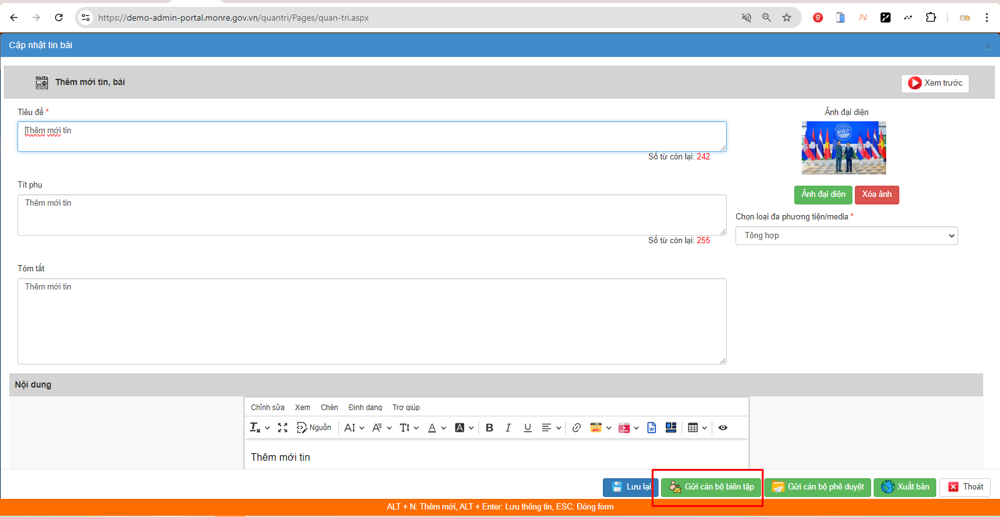 https://demo-admin-portal.monre.gov.vn/quantri/Pages/quan-tri.aspx
Cập nhật tin bài
Thêm mới tin, bài
Xem trước
Tiêu đề *
Thêm mới tin
Số từ còn lại: 242
Ảnh đại diện
MRC
Tít phụ
Thêm mới tin
Số từ còn lại: 255
Ảnh đại diện Xóa ảnh
Chọn loại đa phương tiện/media *
Tổng hợp
Tóm tắt
Thêm mới tin
Nội dung
Chỉnh sửa Xem Chèn Định dạng Trợ giúp
Nguồn
Thêm mới tin
Lưu lại Gửi cán bộ biên tập Gửi cán bộ phê duyệt Xuất bản Thoát
ALT + N: Thêm mới, ALT + Enter: Lưu thông tin, ESC: Đóng form